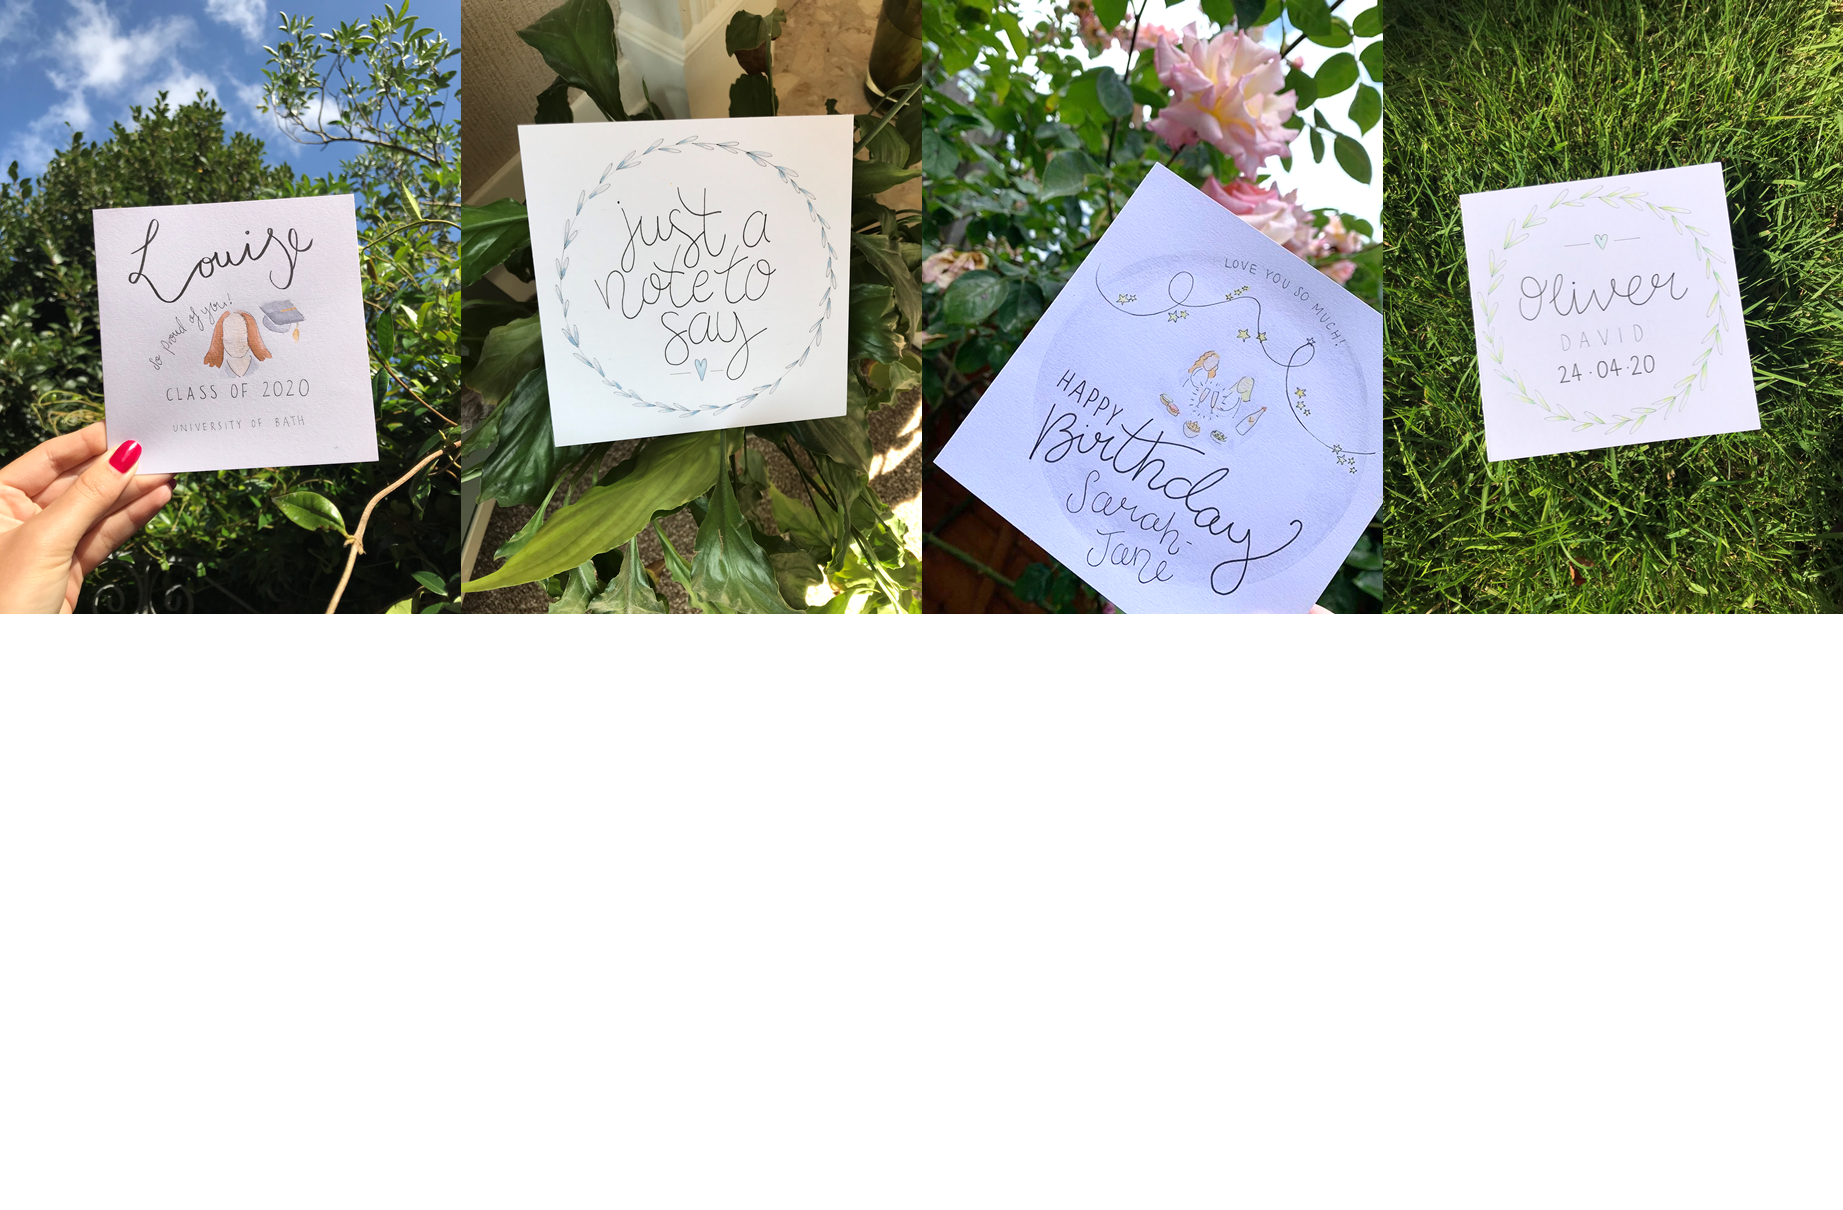 Louise
So proud of you!
CLASS OF 2020
UNIVERSITY OF BATH
just a
note to
say
LOVE YOU SO MUCH!
HAPPY
Birthday
Sarah-
Jane
Oliver
DAVID
24·04·20